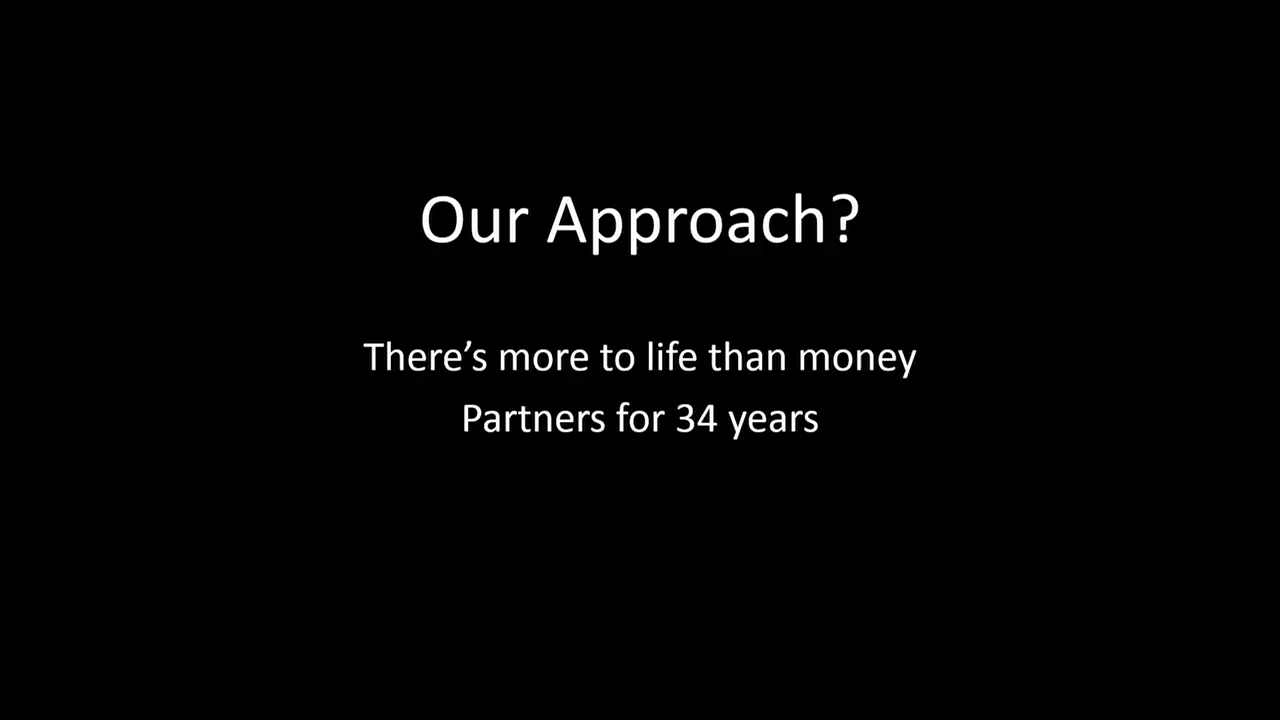 Our Approach?
There’s more to life than money
Partners for 34 years